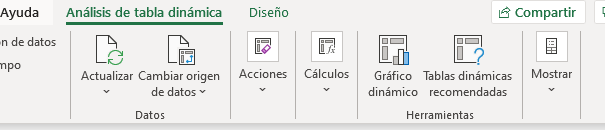 Ayuda Análisis de tabla dinámica Diseño Compartir
ón de datos
mpo
Actualizar Cambiar origen de datos Acciones Cálculos Gráfico dinámico Tablas dinámicas recomendadas Mostrar
Datos Herramientas